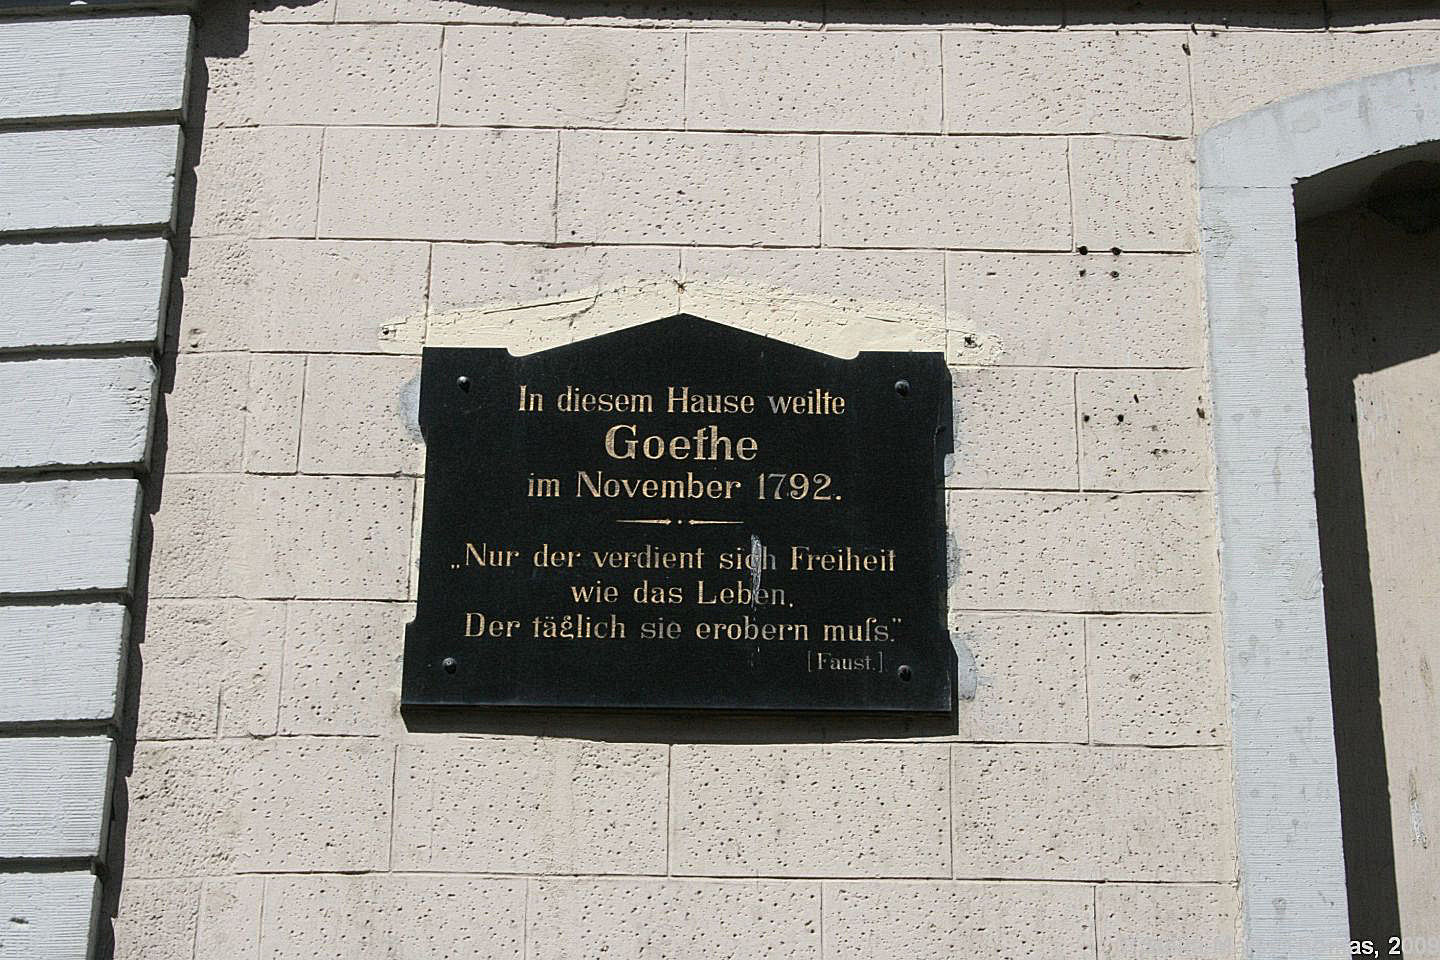 In diesem Hause weilte
Goethe
im November 1792.
„Nur der verdient sich Freiheit
wie das Leben,
Der täglich sie erobern muſs."
[Faust.]
2009